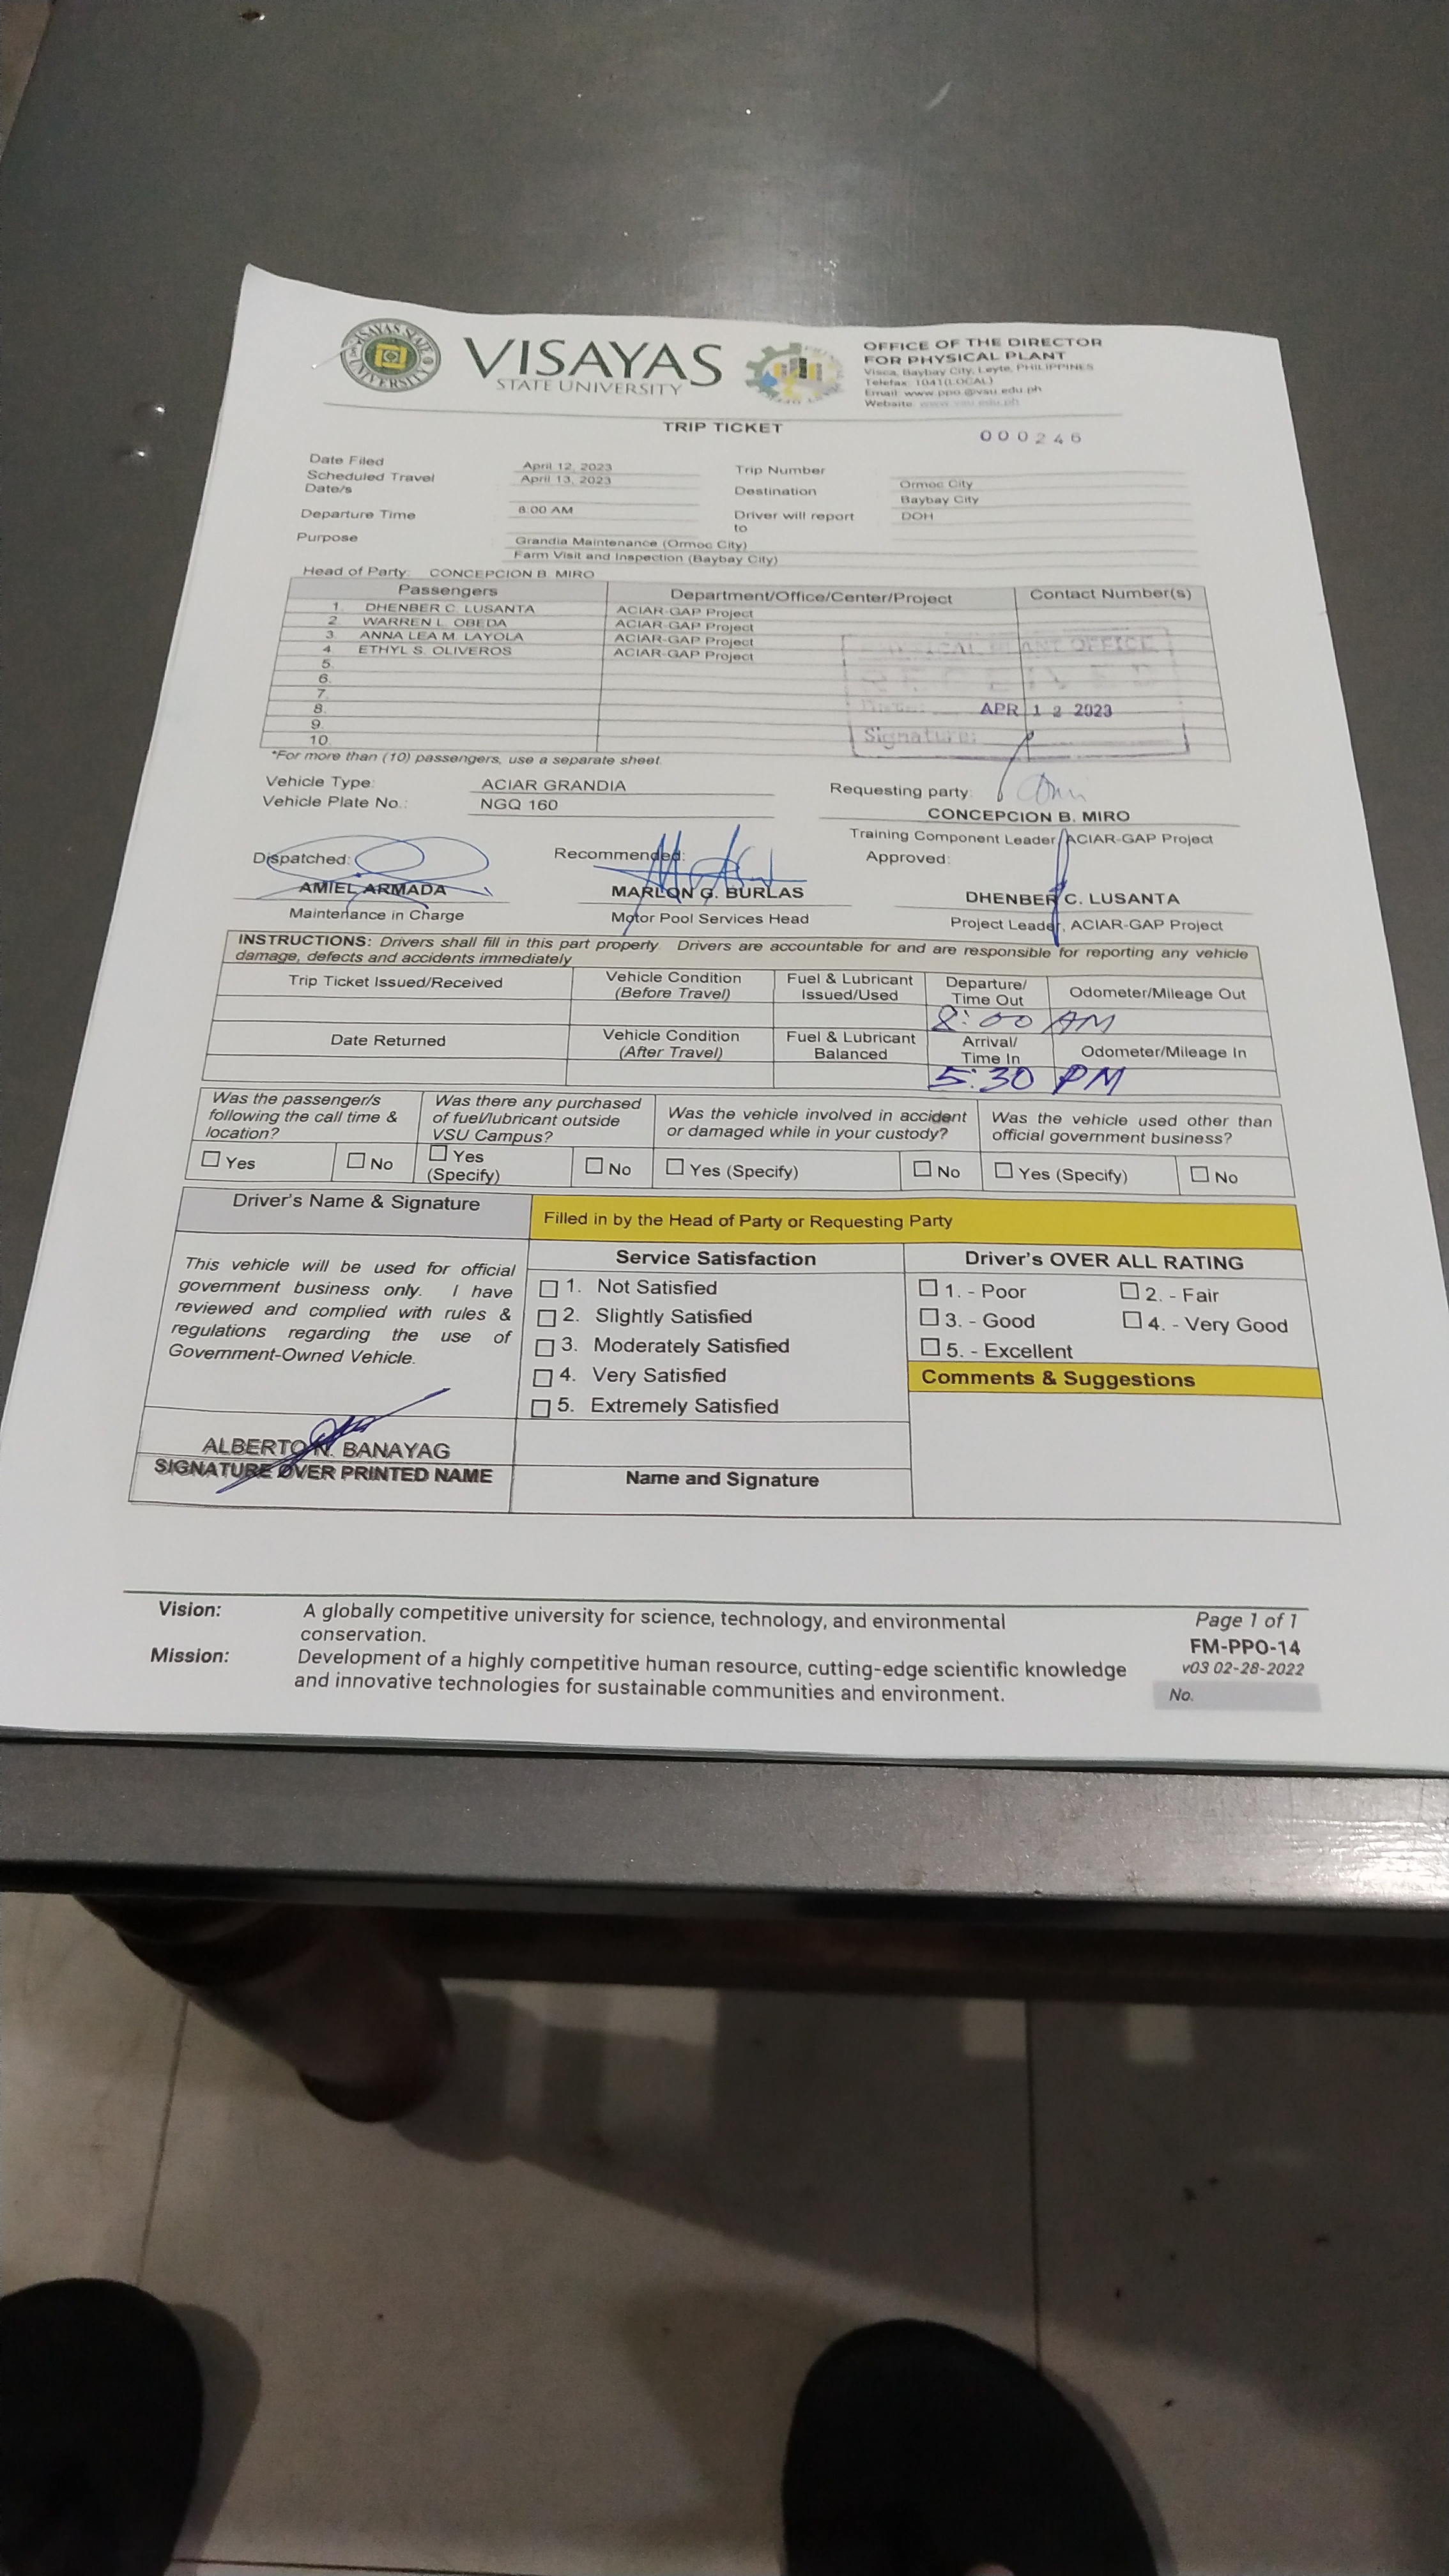 VISAYAS
STATE UNIVERSITY
OFFICE OF THE DIRECTOR
FOR PHYSICAL PLANT
Visca, Baybay City, Leyte, PHILIPPINES
Telefax: 1041(LOCAL)
Email: www.ppo.@vsu.edu.ph
Website: www.vsu.edu.ph
TRIP TICKET
000246
Date Filed April 12, 2023 Trip Number
Scheduled Travel Date/s April 13, 2023 Destination Ormoc City
Baybay City
Departure Time 8:00 AM Driver will report to DOH
Purpose Grandia Maintenance (Ormoc City)
Farm Visit and Inspection (Baybay City)
Head of Party: CONCEPCION B. MIRO
Passengers Department/Office/Center/Project Contact Number(s)
1. DHENBER C. LUSANTA ACIAR-GAP Project
2. WARREN L. OBEDA ACIAR-GAP Project
3. ANNA LEA M. LAYOLA ACIAR-GAP Project
4. ETHYL S. OLIVEROS ACIAR-GAP Project
5.
6.
7.
8.
9.
10.
PHYSICAL PLANT OFFICE
RECEIVED
Date: APR 12 2023
Signature:
*For more than (10) passengers, use a separate sheet.
Vehicle Type: ACIAR GRANDIA
Vehicle Plate No.: NGQ 160
Requesting party:
CONCEPCION B. MIRO
Training Component Leader, ACIAR-GAP Project
Dispatched: Recommended: Approved:
AMIEL ARMADA MARLON G. BURLAS DHENBER C. LUSANTA
Maintenance in Charge Motor Pool Services Head Project Leader, ACIAR-GAP Project
INSTRUCTIONS: Drivers shall fill in this part properly. Drivers are accountable for and are responsible for reporting any vehicle
damage, defects and accidents immediately
Trip Ticket Issued/Received Vehicle Condition (Before Travel) Fuel & Lubricant Issued/Used Departure/ Time Out Odometer/Mileage Out
8:00 AM
Date Returned Vehicle Condition (After Travel) Fuel & Lubricant Balanced Arrival/ Time In Odometer/Mileage In
5:30 PM
Was the passenger/s following the call time & location?
Was there any purchased of fuel/lubricant outside VSU Campus?
Was the vehicle involved in accident or damaged while in your custody?
Was the vehicle used other than official government business?
Yes No Yes (Specify) No Yes (Specify) No Yes (Specify) No
Driver's Name & Signature
Filled in by the Head of Party or Requesting Party
This vehicle will be used for official
government business only. I have
reviewed and complied with rules &
regulations regarding the use of
Government-Owned Vehicle.
Service Satisfaction
1. Not Satisfied
2. Slightly Satisfied
3. Moderately Satisfied
4. Very Satisfied
5. Extremely Satisfied
Driver's OVER ALL RATING
1. - Poor 2. - Fair
3. - Good 4. - Very Good
5. - Excellent
Comments & Suggestions
ALBERTO N. BANAYAG
SIGNATURE OVER PRINTED NAME
Name and Signature
Vision: A globally competitive university for science, technology, and environmental
conservation.
Mission: Development of a highly competitive human resource, cutting-edge scientific knowledge
and innovative technologies for sustainable communities and environment.
Page 1 of 1
FM-PPO-14
v03 02-28-2022
No.